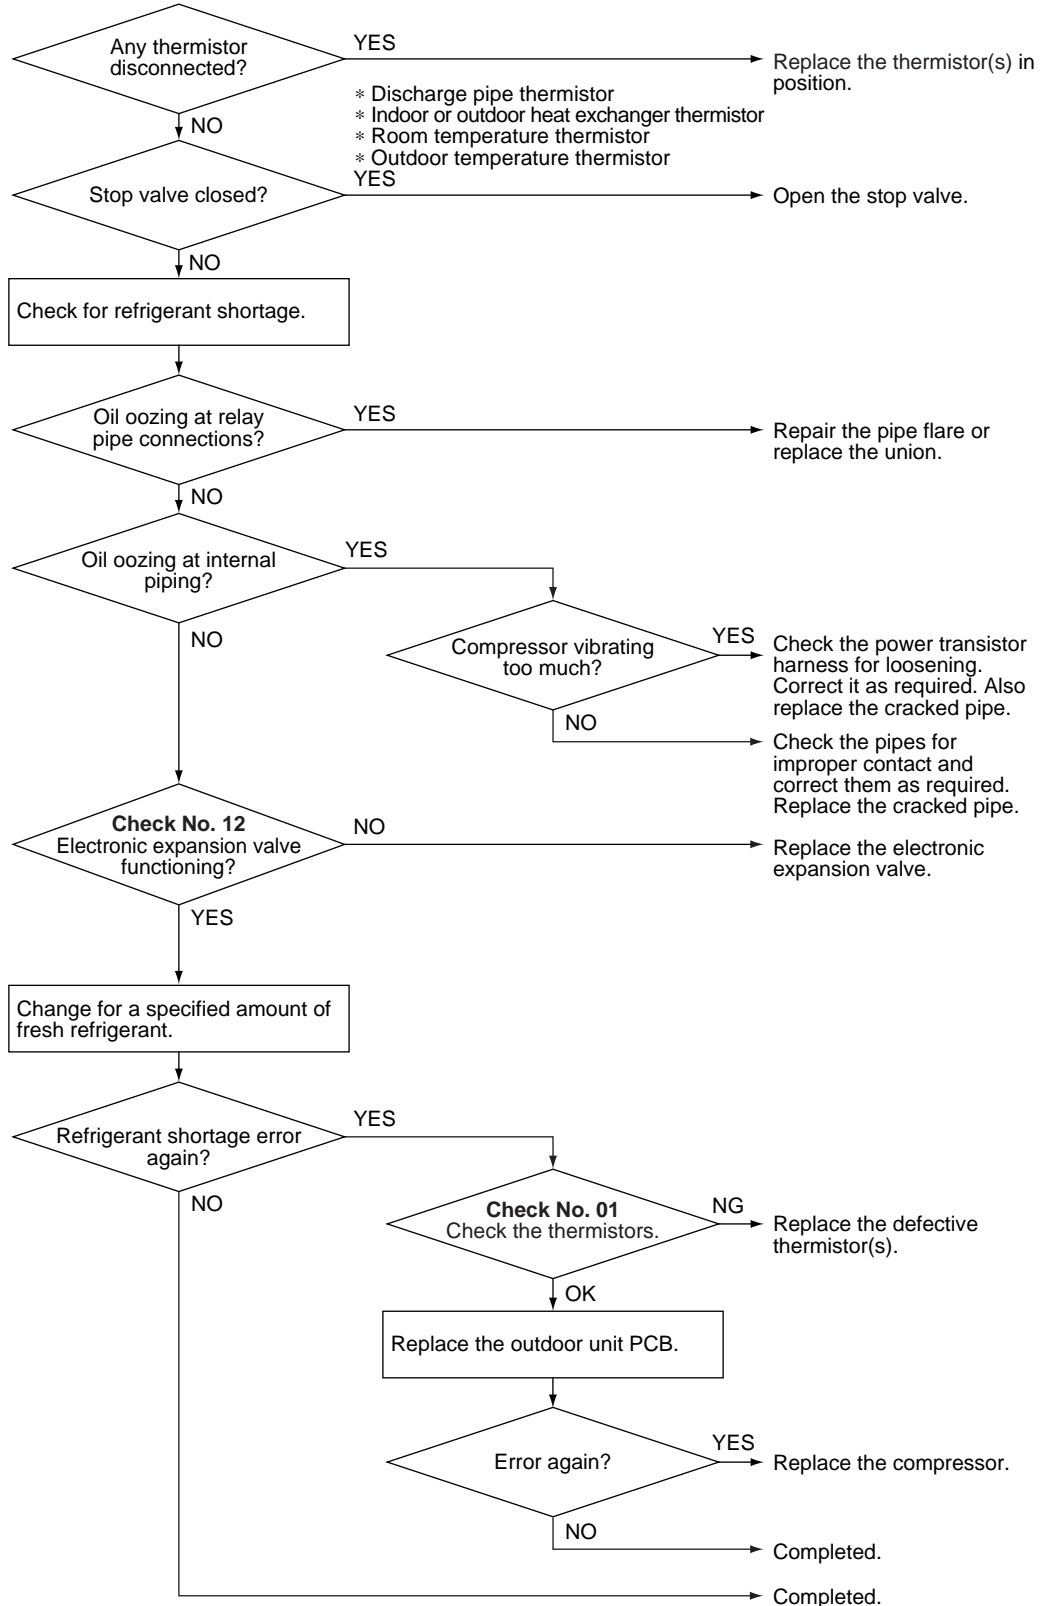 Any thermistor
disconnected?
YES
Replace the thermistor(s) in
position.
∗ Discharge pipe thermistor
∗ Indoor or outdoor heat exchanger thermistor
∗ Room temperature thermistor
∗ Outdoor temperature thermistor
NO
Stop valve closed?
YES
Open the stop valve.
NO
Check for refrigerant shortage.
Oil oozing at relay
pipe connections?
YES
Repair the pipe flare or
replace the union.
NO
Oil oozing at internal
piping?
YES
NO
Compressor vibrating
too much?
YES
Check the power transistor
harness for loosening.
Correct it as required. Also
replace the cracked pipe.
NO
Check the pipes for
improper contact and
correct them as required.
Replace the cracked pipe.
Check No. 12
Electronic expansion valve
functioning?
NO
Replace the electronic
expansion valve.
YES
Change for a specified amount of
fresh refrigerant.
Refrigerant shortage error
again?
YES
NO
Check No. 01
Check the thermistors.
NG
Replace the defective
thermistor(s).
OK
Replace the outdoor unit PCB.
Error again?
YES
Replace the compressor.
NO
Completed.
Completed.